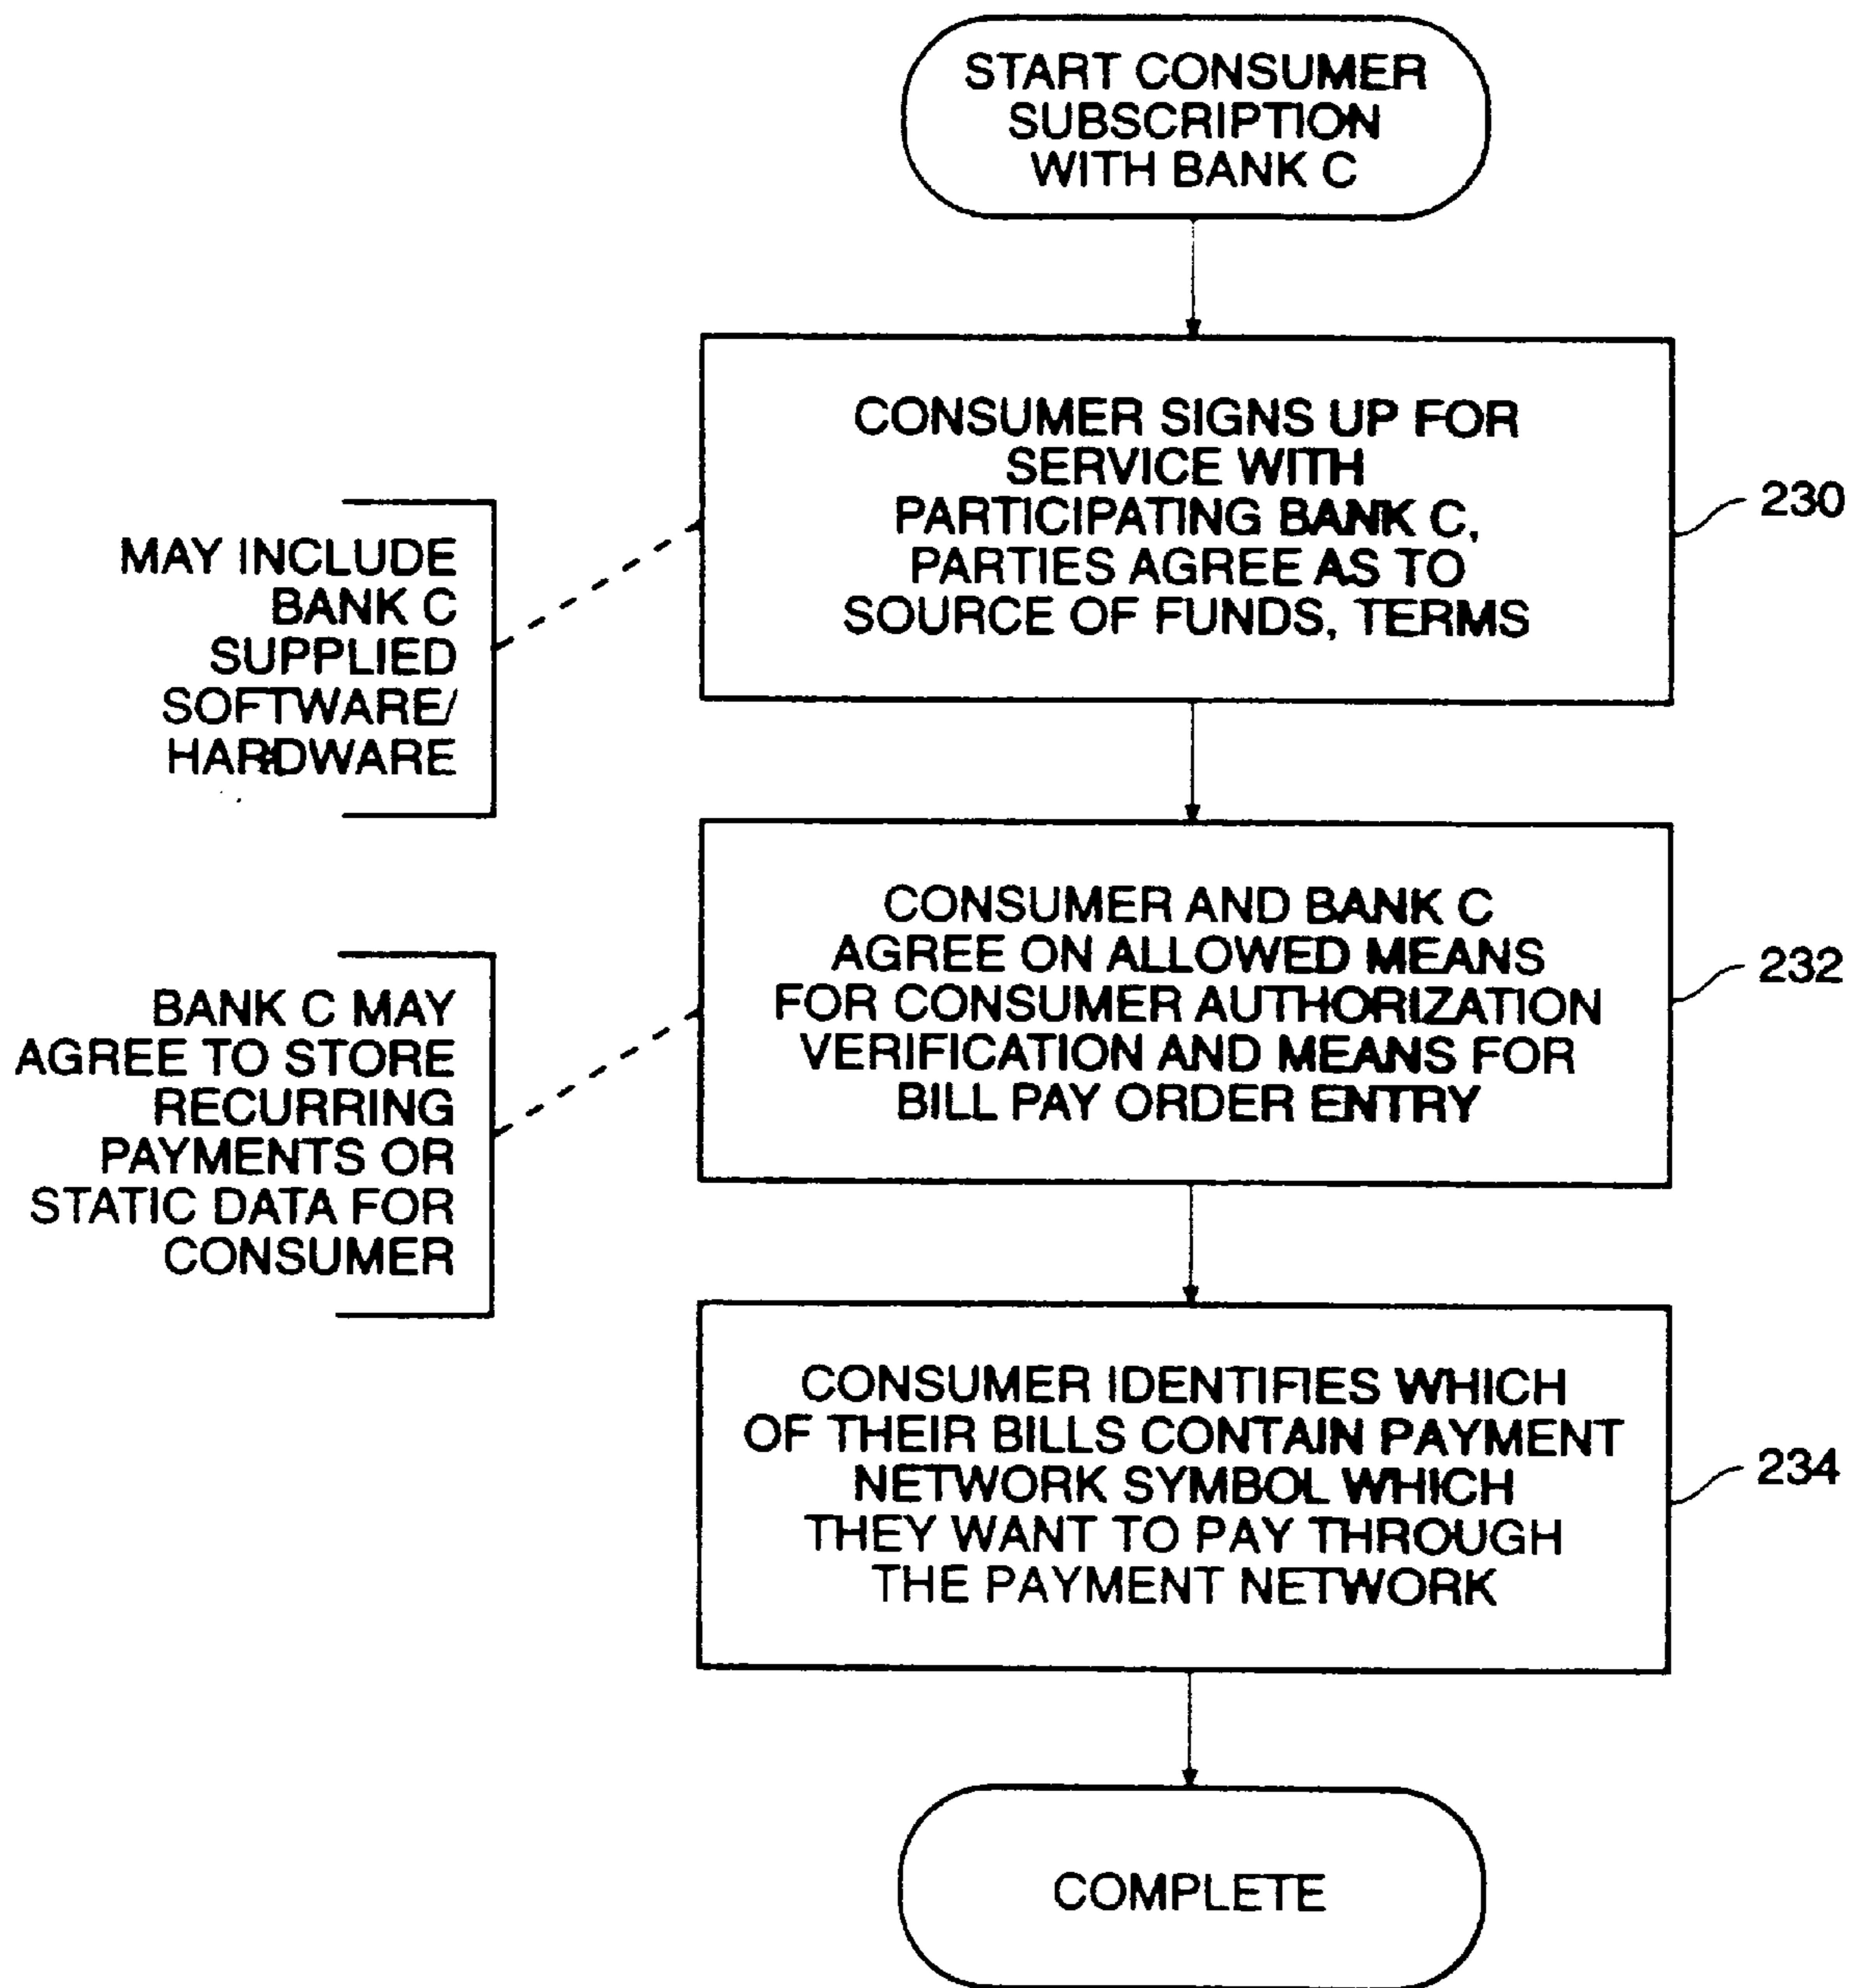 START CONSUMER
SUBSCRIPTION
WITH BANK C
CONSUMER SIGNS UP FOR
SERVICE WITH
PARTICIPATING BANK C,
PARTIES AGREE AS TO
SOURCE OF FUNDS, TERMS
230
MAY INCLUDE
BANK C
SUPPLIED
SOFTWARE/
HARDWARE
CONSUMER AND BANK C
AGREE ON ALLOWED MEANS
FOR CONSUMER AUTHORIZATION
VERIFICATION AND MEANS FOR
BILL PAY ORDER ENTRY
232
BANK C MAY
AGREE TO STORE
RECURRING
PAYMENTS OR
STATIC DATA FOR
CONSUMER
CONSUMER IDENTIFIES WHICH
OF THEIR BILLS CONTAIN PAYMENT
NETWORK SYMBOL WHICH
THEY WANT TO PAY THROUGH
THE PAYMENT NETWORK
234
COMPLETE